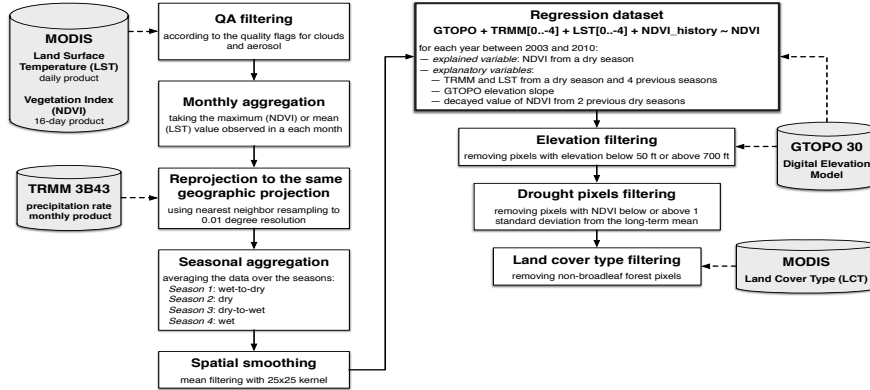 MODIS
Land Surface
Temperature (LST)
daily product
Vegetation Index
(NDVI)
16-day product
QA filtering
according to the quality flags for clouds
and aerosol
Monthly aggregation
taking the maximum (NDVI) or mean
(LST) value observed in a each month
TRMM 3B43
precipitation rate
monthly product
Reprojection to the same
geographic projection
using nearest neighbor resampling to
0.01 degree resolution
Seasonal aggregation
averaging the data over the seasons:
Season 1: wet-to-dry
Season 2: dry
Season 3: dry-to-wet
Season 4: wet
Spatial smoothing
mean filtering with 25x25 kernel
Regression dataset
GTOPO + TRMM[0..-4] + LST[0..-4] + NDVI_history ~ NDVI
for each year between 2003 and 2010:
— explained variable: NDVI from a dry season
— explanatory variables:
– TRMM and LST from a dry season and 4 previous seasons
– GTOPO elevation slope
– decayed value of NDVI from 2 previous dry seasons
Elevation filtering
removing pixels with elevation below 50 ft or above 700 ft
GTOPO 30
Digital Elevation
Model
Drought pixels filtering
removing pixels with NDVI below or above 1
standard deviation from the long-term mean
Land cover type filtering
removing non-broadleaf forest pixels
MODIS
Land Cover Type (LCT)